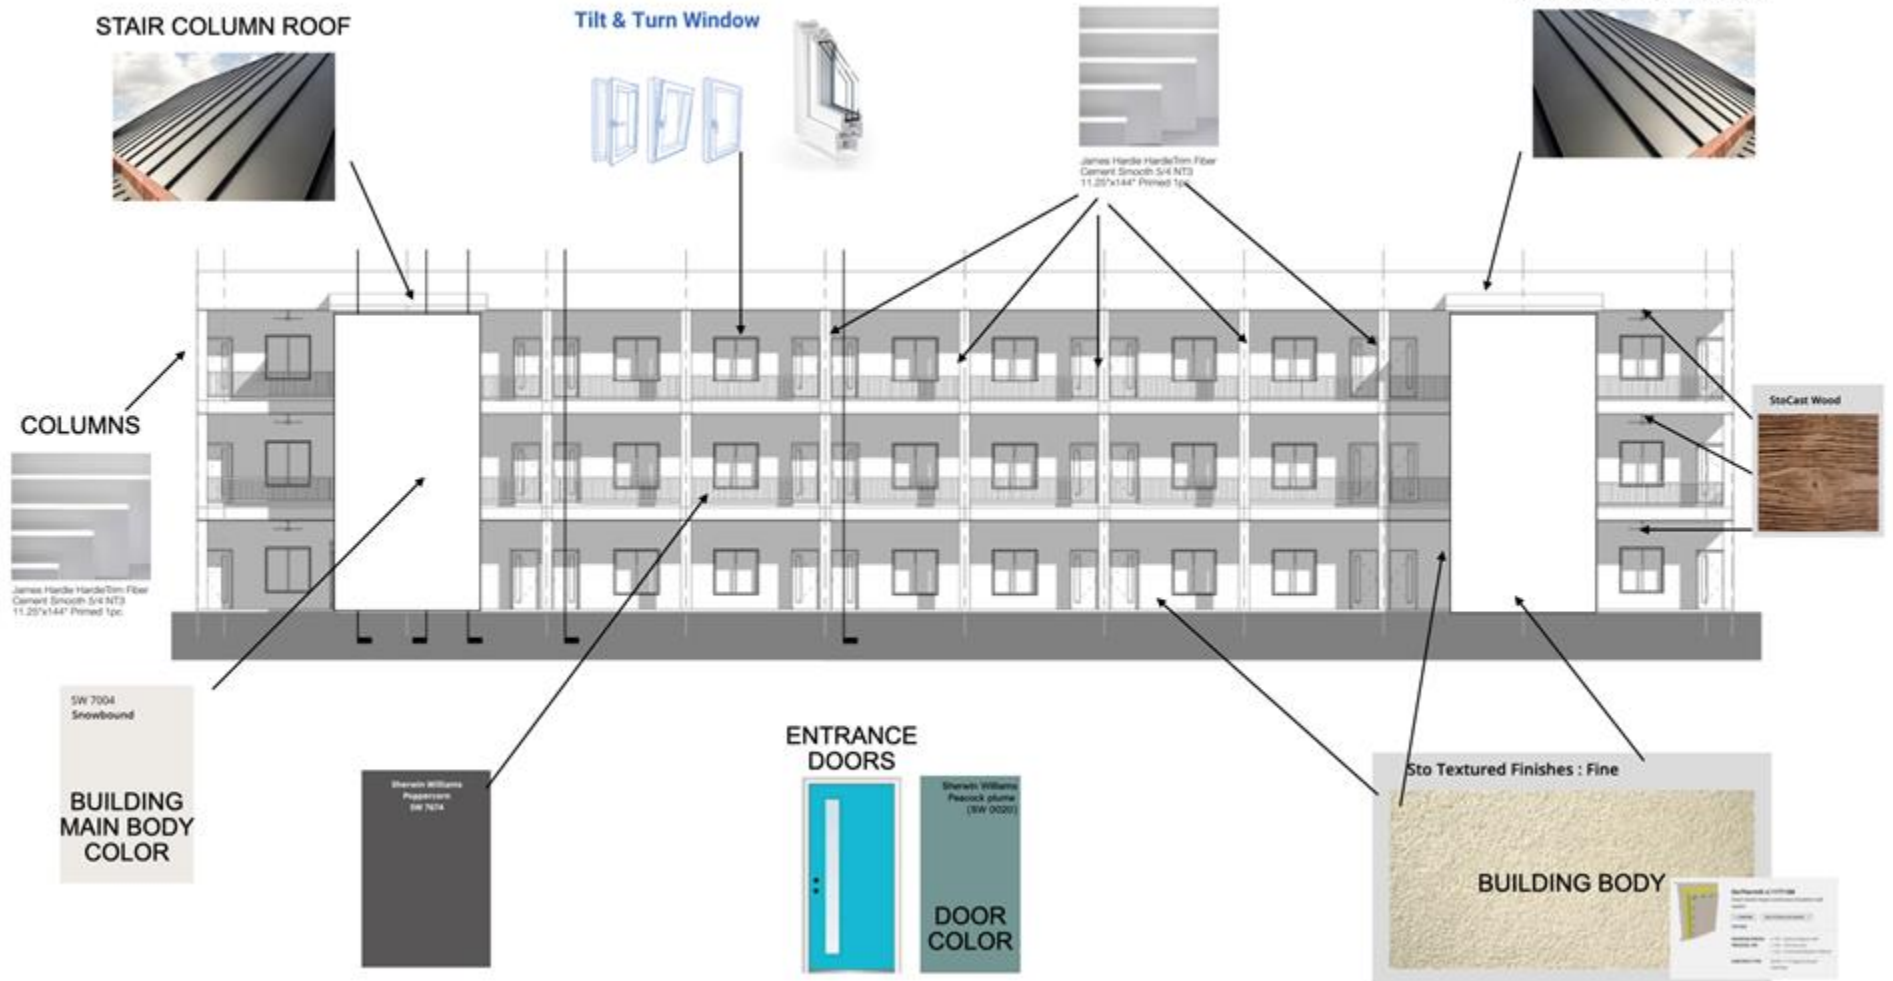 STAIR COLUMN ROOF
Tilt & Turn Window
James Hardie HardieTrim Fiber
Cement Smooth 5/4 NT3
11.25"x144" Primed 1pc.
COLUMNS
James Hardie HardieTrim Fiber
Cement Smooth 5/4 NT3
11.25"x144" Primed 1pc.
StoCast Wood
SW 7004
Snowbound
BUILDING
MAIN BODY
COLOR
Sherwin Williams
Peppercorn
SW 7674
ENTRANCE
DOORS
Sherwin Williams
Peacock plume
(SW 0020)
DOOR
COLOR
Sto Textured Finishes : Fine
BUILDING BODY